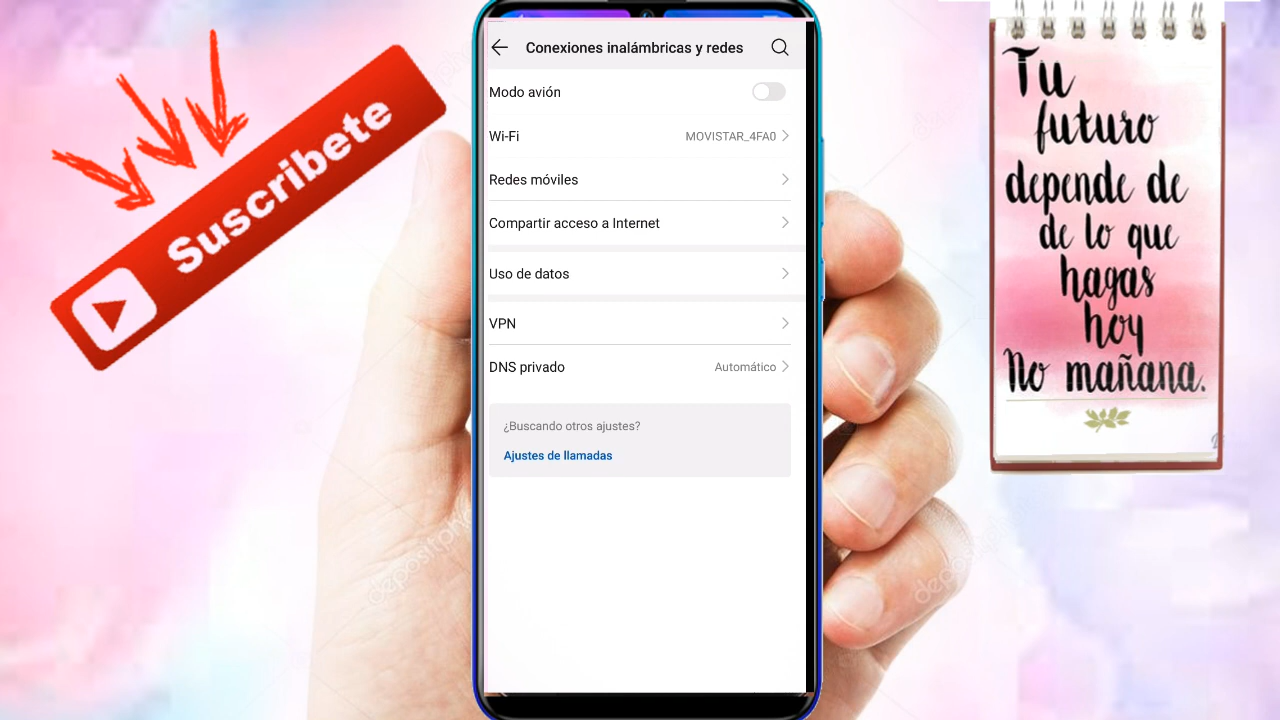 Suscribete
Conexiones inalámbricas y redes
Modo avión
Wi-Fi
MOVISTAR_4FA0
Redes móviles
Compartir acceso a Internet
Uso de datos
VPN
DNS privado
Automático
¿Buscando otros ajustes?
Ajustes de llamadas
Tu
futuro
depende de
de lo que
hagas
hoy
No mañana.